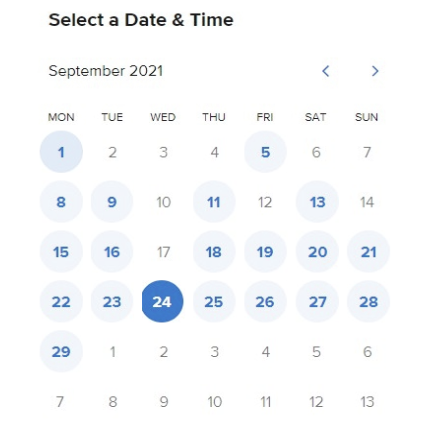 Select a Date & Time
September 2021
MON TUE WED THU FRI SAT SUN
1 2 3 4 5 6 7
8 9 10 11 12 13 14
15 16 17 18 19 20 21
22 23 24 25 26 27 28
29 1 2 3 4 5 6
7 8 9 10 11 12 13